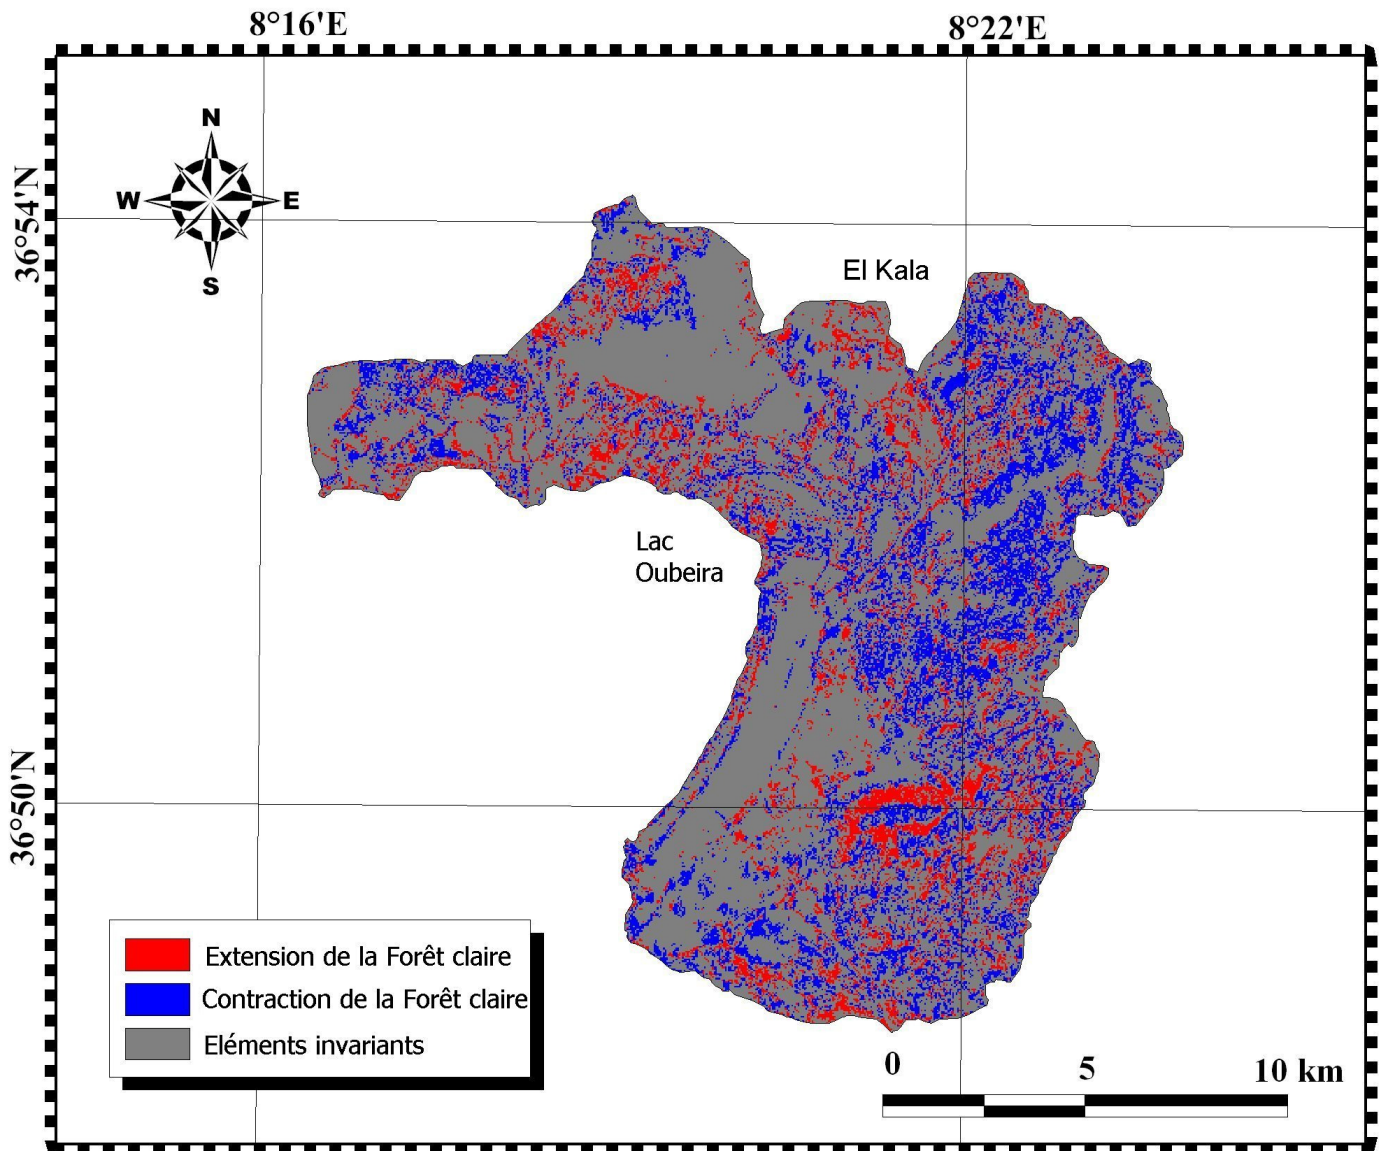 8°16'E
8°22'E
N
W
E
S
36°54'N
El Kala
Lac
Oubeira
36°50'N
Extension de la Forêt claire
Contraction de la Forêt claire
Eléments invariants
0
5
10 km